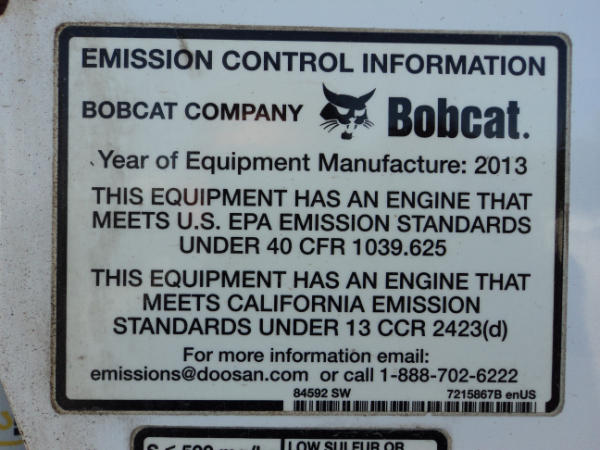 EMISSION CONTROL INFORMATION
BOBCAT COMPANY Bobcat.
Year of Equipment Manufacture: 2013
THIS EQUIPMENT HAS AN ENGINE THAT
MEETS U.S. EPA EMISSION STANDARDS
UNDER 40 CFR 1039.625
THIS EQUIPMENT HAS AN ENGINE THAT
MEETS CALIFORNIA EMISSION
STANDARDS UNDER 13 CCR 2423(d)
For more information email:
emissions@doosan.com or call 1-888-702-6222
84592 SW 7215867B enUS
LOW SULFUR OR